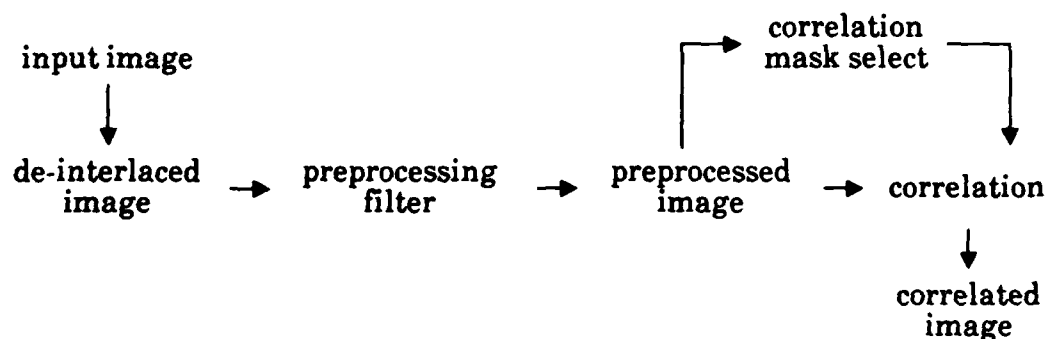 input image
de-interlaced
image
preprocessing
filter
preprocessed
image
correlation
mask select
correlation
correlated
image